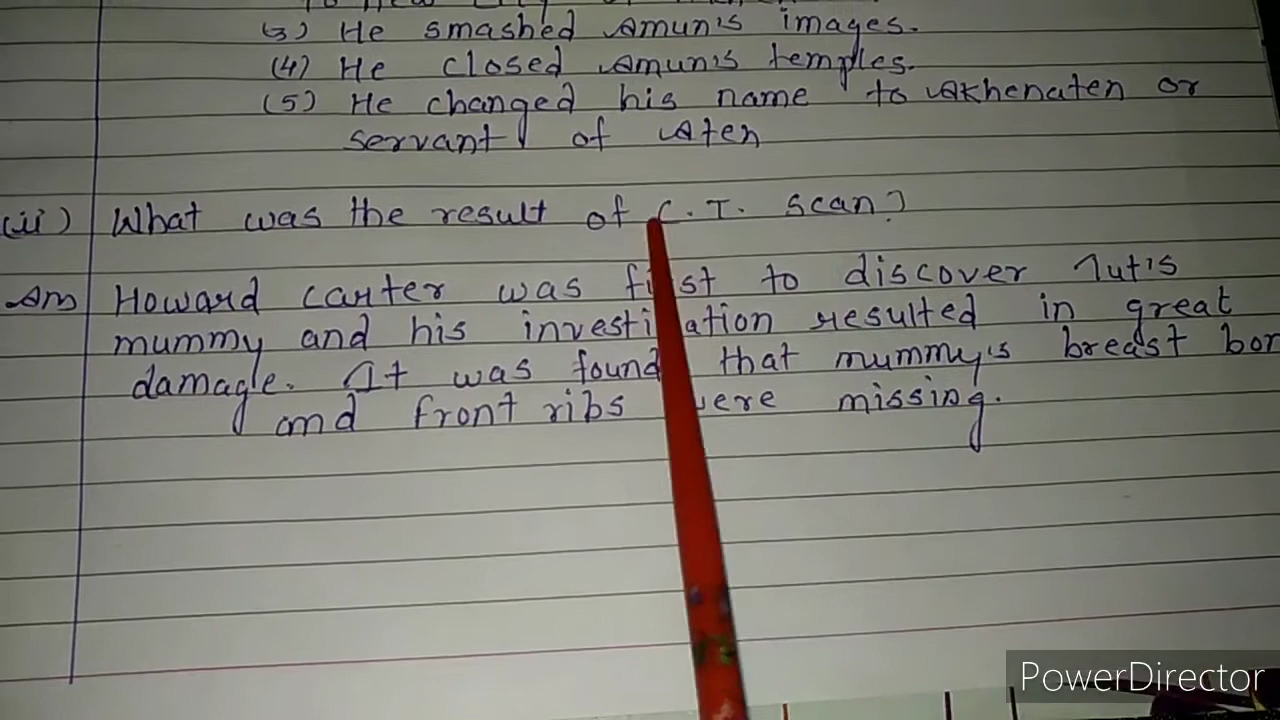 (3) He smashed Amun's images.
(4) He closed Amun's temples.
(5) He changed his name to Akhenaten or
servant of Aten
(ii) What was the result of C.T. scan?
Ans Howard carter was first to discover Tut's
mummy and his investigation resulted in great
damage. It was found that mummy's breast bon
and front ribs were missing.
PowerDirector